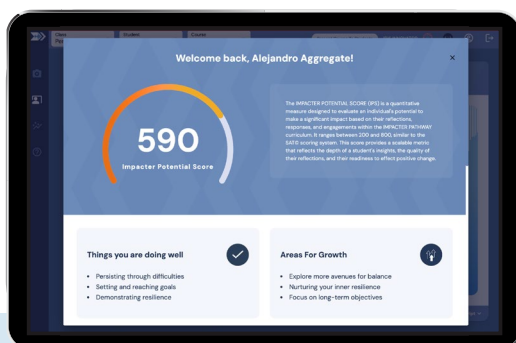 Class
Student
Course
Welcome back, Alejandro Aggregate!
590
Impacter Potential Score
The IMPACTER POTENTIAL SCORE (IPS) is a quantitative
measure designed to evaluate an individual's potential to
make a significant impact based on their reflections,
responses, and engagements within the IMPACTER PATHWAY
curriculum. It ranges between 200 and 800, similar to the
SAT® scoring system. This score provides a scalable metric
that reflects the depth of a student's insights, the quality of
their reflections, and their readiness to effect positive change.
Things you are doing well
• Persisting through difficulties
• Setting and reaching goals
• Demonstrating resilience
Areas For Growth
• Explore more avenues for balance
• Nurturing your inner resilience
• Focus on long-term objectives